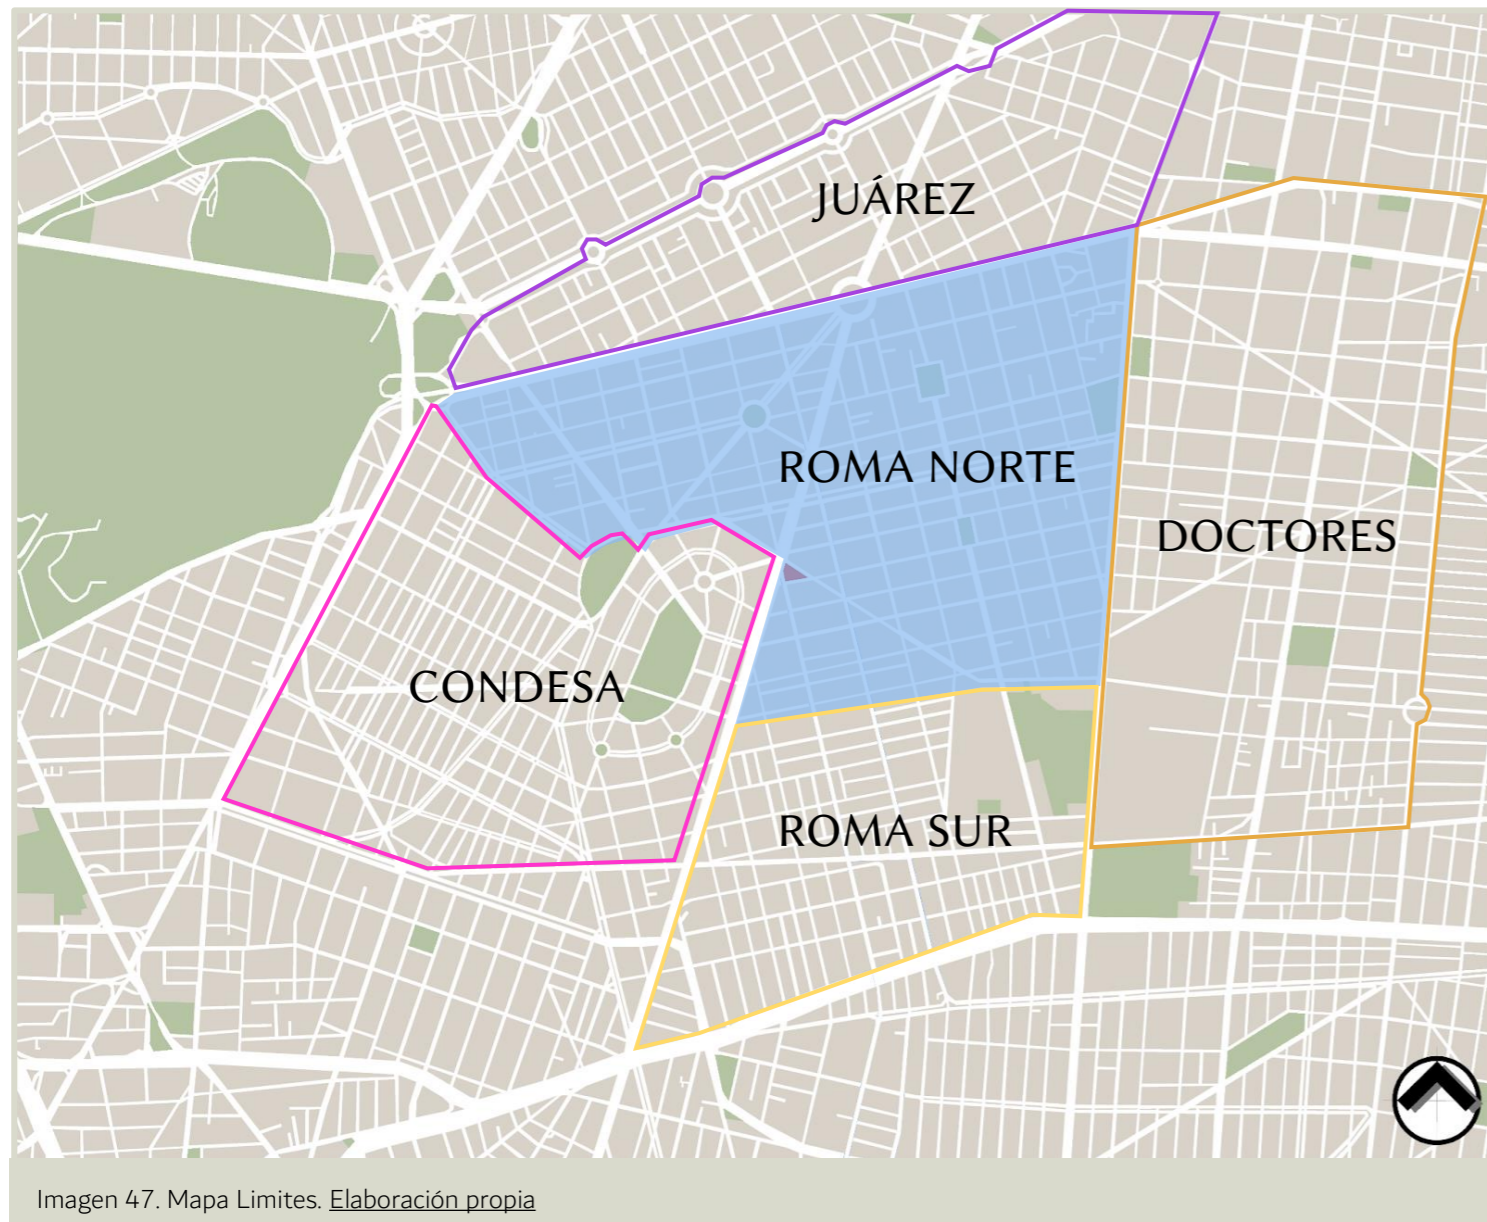 JUÁREZ
ROMA NORTE
DOCTORES
CONDESA
ROMA SUR
Imagen 47. Mapa Limites. Elaboración propia